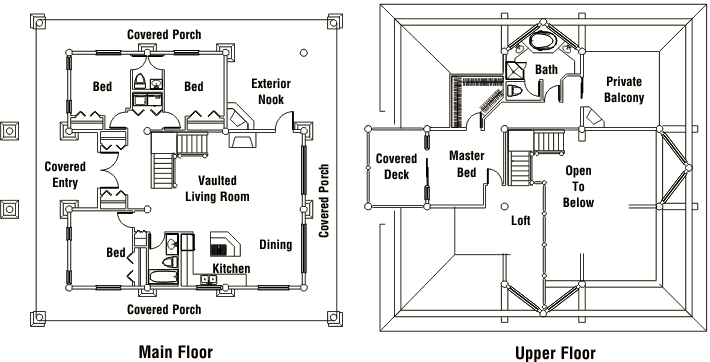 Covered Porch
Bed
Bed
Exterior
Nook
Covered
Entry
Vaulted
Living Room
Covered Porch
Bed
Dining
Kitchen
Covered Porch
Main Floor
Bath
Private
Balcony
Covered
Deck
Master
Bed
Open
To
Below
Loft
Upper Floor